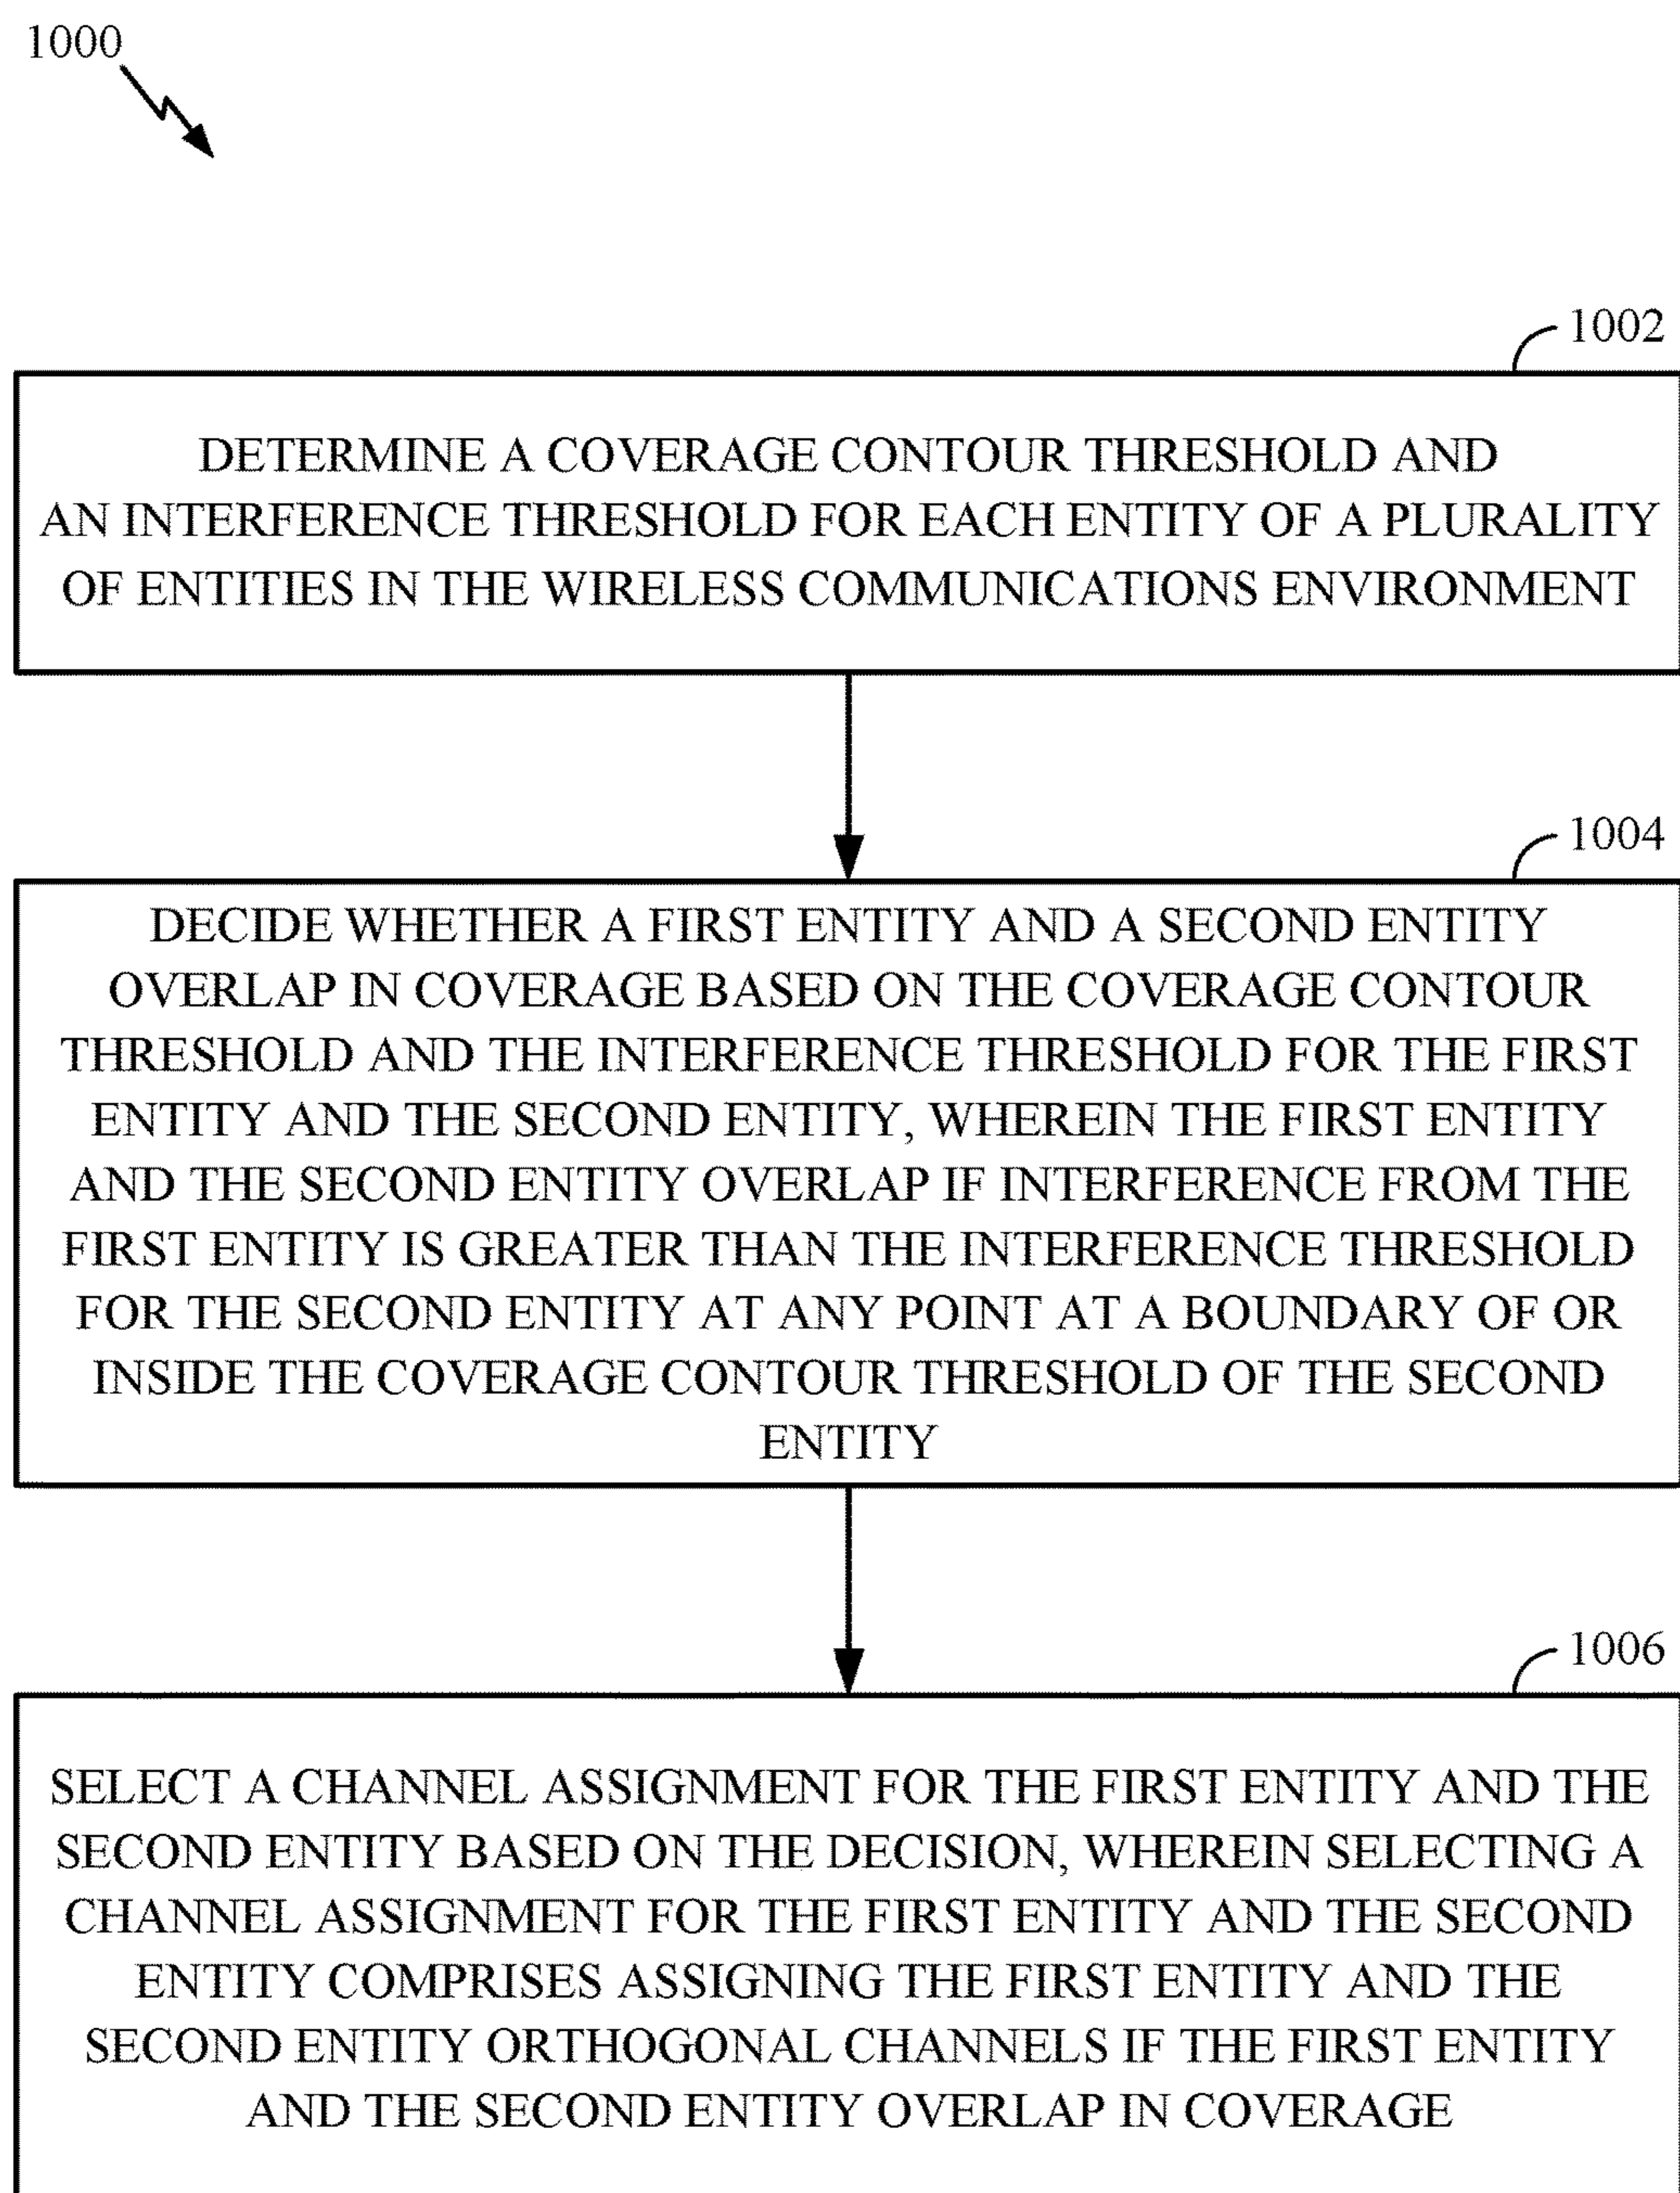 1000
1002
DETERMINE A COVERAGE CONTOUR THRESHOLD AND
AN INTERFERENCE THRESHOLD FOR EACH ENTITY OF A PLURALITY
OF ENTITIES IN THE WIRELESS COMMUNICATIONS ENVIRONMENT
1004
DECIDE WHETHER A FIRST ENTITY AND A SECOND ENTITY
OVERLAP IN COVERAGE BASED ON THE COVERAGE CONTOUR
THRESHOLD AND THE INTERFERENCE THRESHOLD FOR THE FIRST
ENTITY AND THE SECOND ENTITY, WHEREIN THE FIRST ENTITY
AND THE SECOND ENTITY OVERLAP IF INTERFERENCE FROM THE
FIRST ENTITY IS GREATER THAN THE INTERFERENCE THRESHOLD
FOR THE SECOND ENTITY AT ANY POINT AT A BOUNDARY OF OR
INSIDE THE COVERAGE CONTOUR THRESHOLD OF THE SECOND
ENTITY
1006
SELECT A CHANNEL ASSIGNMENT FOR THE FIRST ENTITY AND THE
SECOND ENTITY BASED ON THE DECISION, WHEREIN SELECTING A
CHANNEL ASSIGNMENT FOR THE FIRST ENTITY AND THE SECOND
ENTITY COMPRISES ASSIGNING THE FIRST ENTITY AND THE
SECOND ENTITY ORTHOGONAL CHANNELS IF THE FIRST ENTITY
AND THE SECOND ENTITY OVERLAP IN COVERAGE